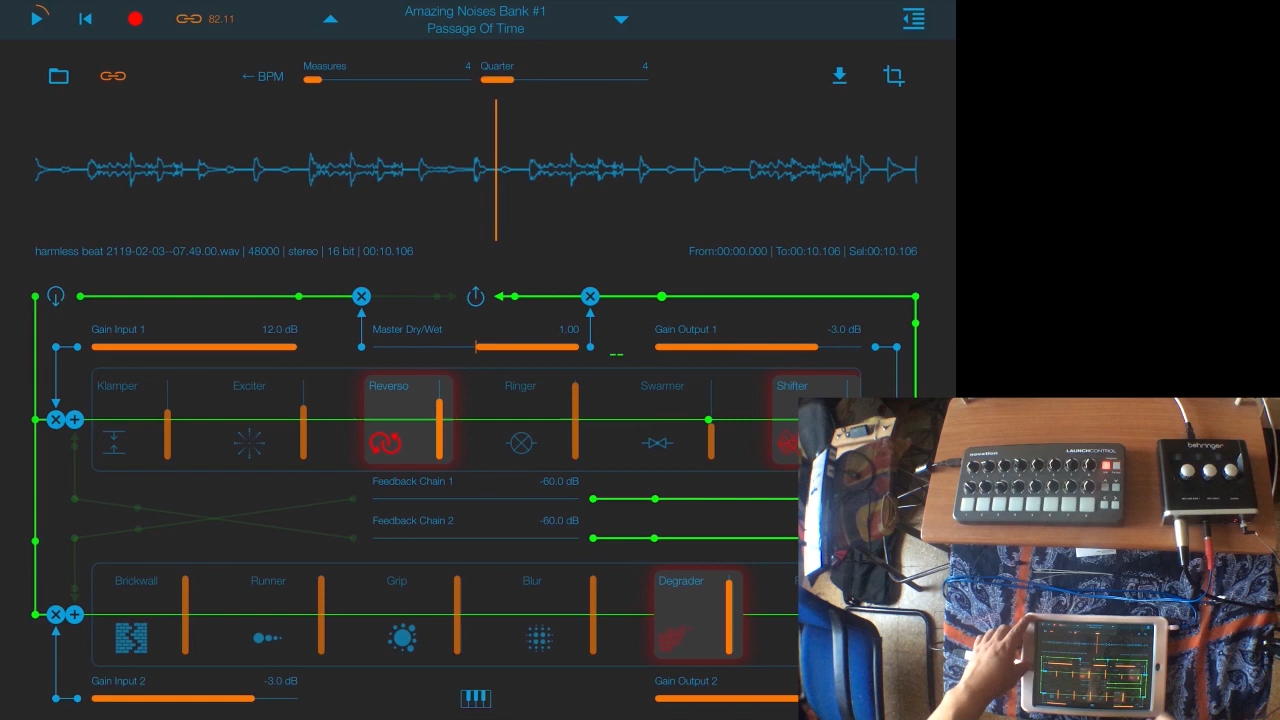 82.11
Amazing Noises Bank #1
Passage Of Time
← BPM
Measures 4
Quarter 4
harmless beat 2119-02-03--07.49.00.wav | 48000 | stereo | 16 bit | 00:10.106
From:00:00.000 | To:00:10.106 | Sel:00:10.106
Gain Input 1 12.0 dB
Master Dry/Wet 1.00
Gain Output 1 -3.0 dB
Klamper
Exciter
Reverso
Ringer
Swarmer
Shifter
Feedback Chain 1 -60.0 dB
Feedback Chain 2 -60.0 dB
Brickwall
Runner
Grip
Blur
Degrader
Gain Input 2 -3.0 dB
Gain Output 2
novation
LAUNCHCONTROL
behringer